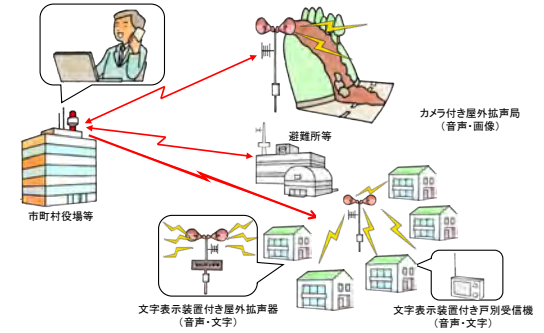 カメラ付き屋外拡声局
（音声・画像）
避難所等
市町村役場等
文字表示装置付き屋外拡声器
（音声・文字）
文字表示装置付き戸別受信機
（音声・文字）